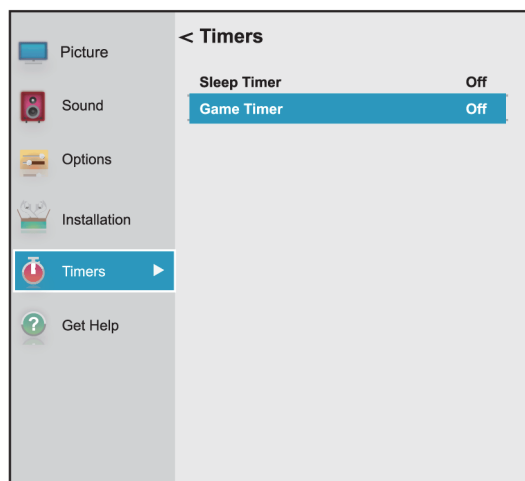 Picture
Sound
Options
Installation
Timers
Get Help
< Timers
Sleep Timer Off
Game Timer Off